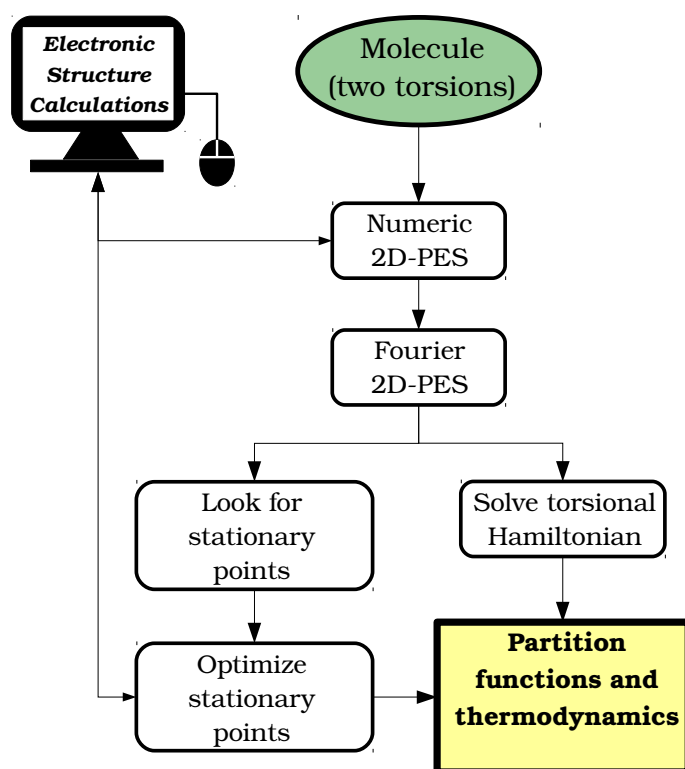 Electronic
Structure
Calculations
Molecule
(two torsions)
Numeric
2D-PES
Fourier
2D-PES
Look for
stationary
points
Solve torsional
Hamiltonian
Optimize
stationary
points
Partition
functions and
thermodynamics